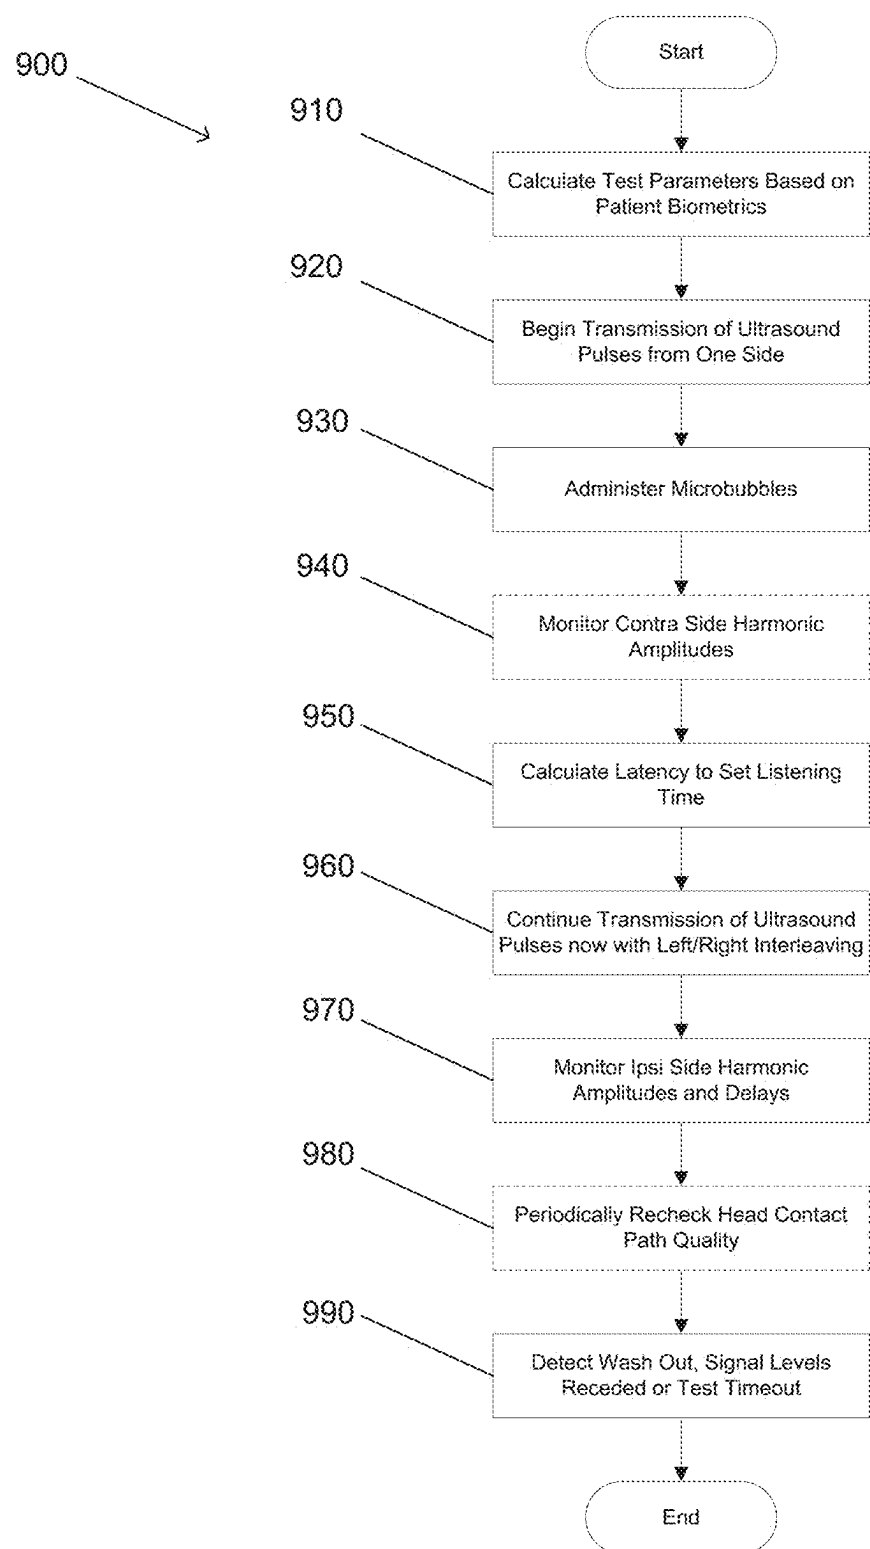 Start
900
910
Calculate Test Parameters Based on
Patient Biometrics
920
Begin Transmission of Ultrasound
Pulses from One Side
930
Administer Microbubbles
940
Monitor Contra Side Harmonic
Amplitudes
950
Calculate Latency to Set Listening
Time
960
Continue Transmission of Ultrasound
Pulses now with Left/Right Interleaving
970
Monitor Ipsi Side Harmonic
Amplitudes and Delays
980
Periodically Recheck Head Contact
Path Quality
990
Detect Wash Out, Signal Levels
Receded or Test Timeout
End